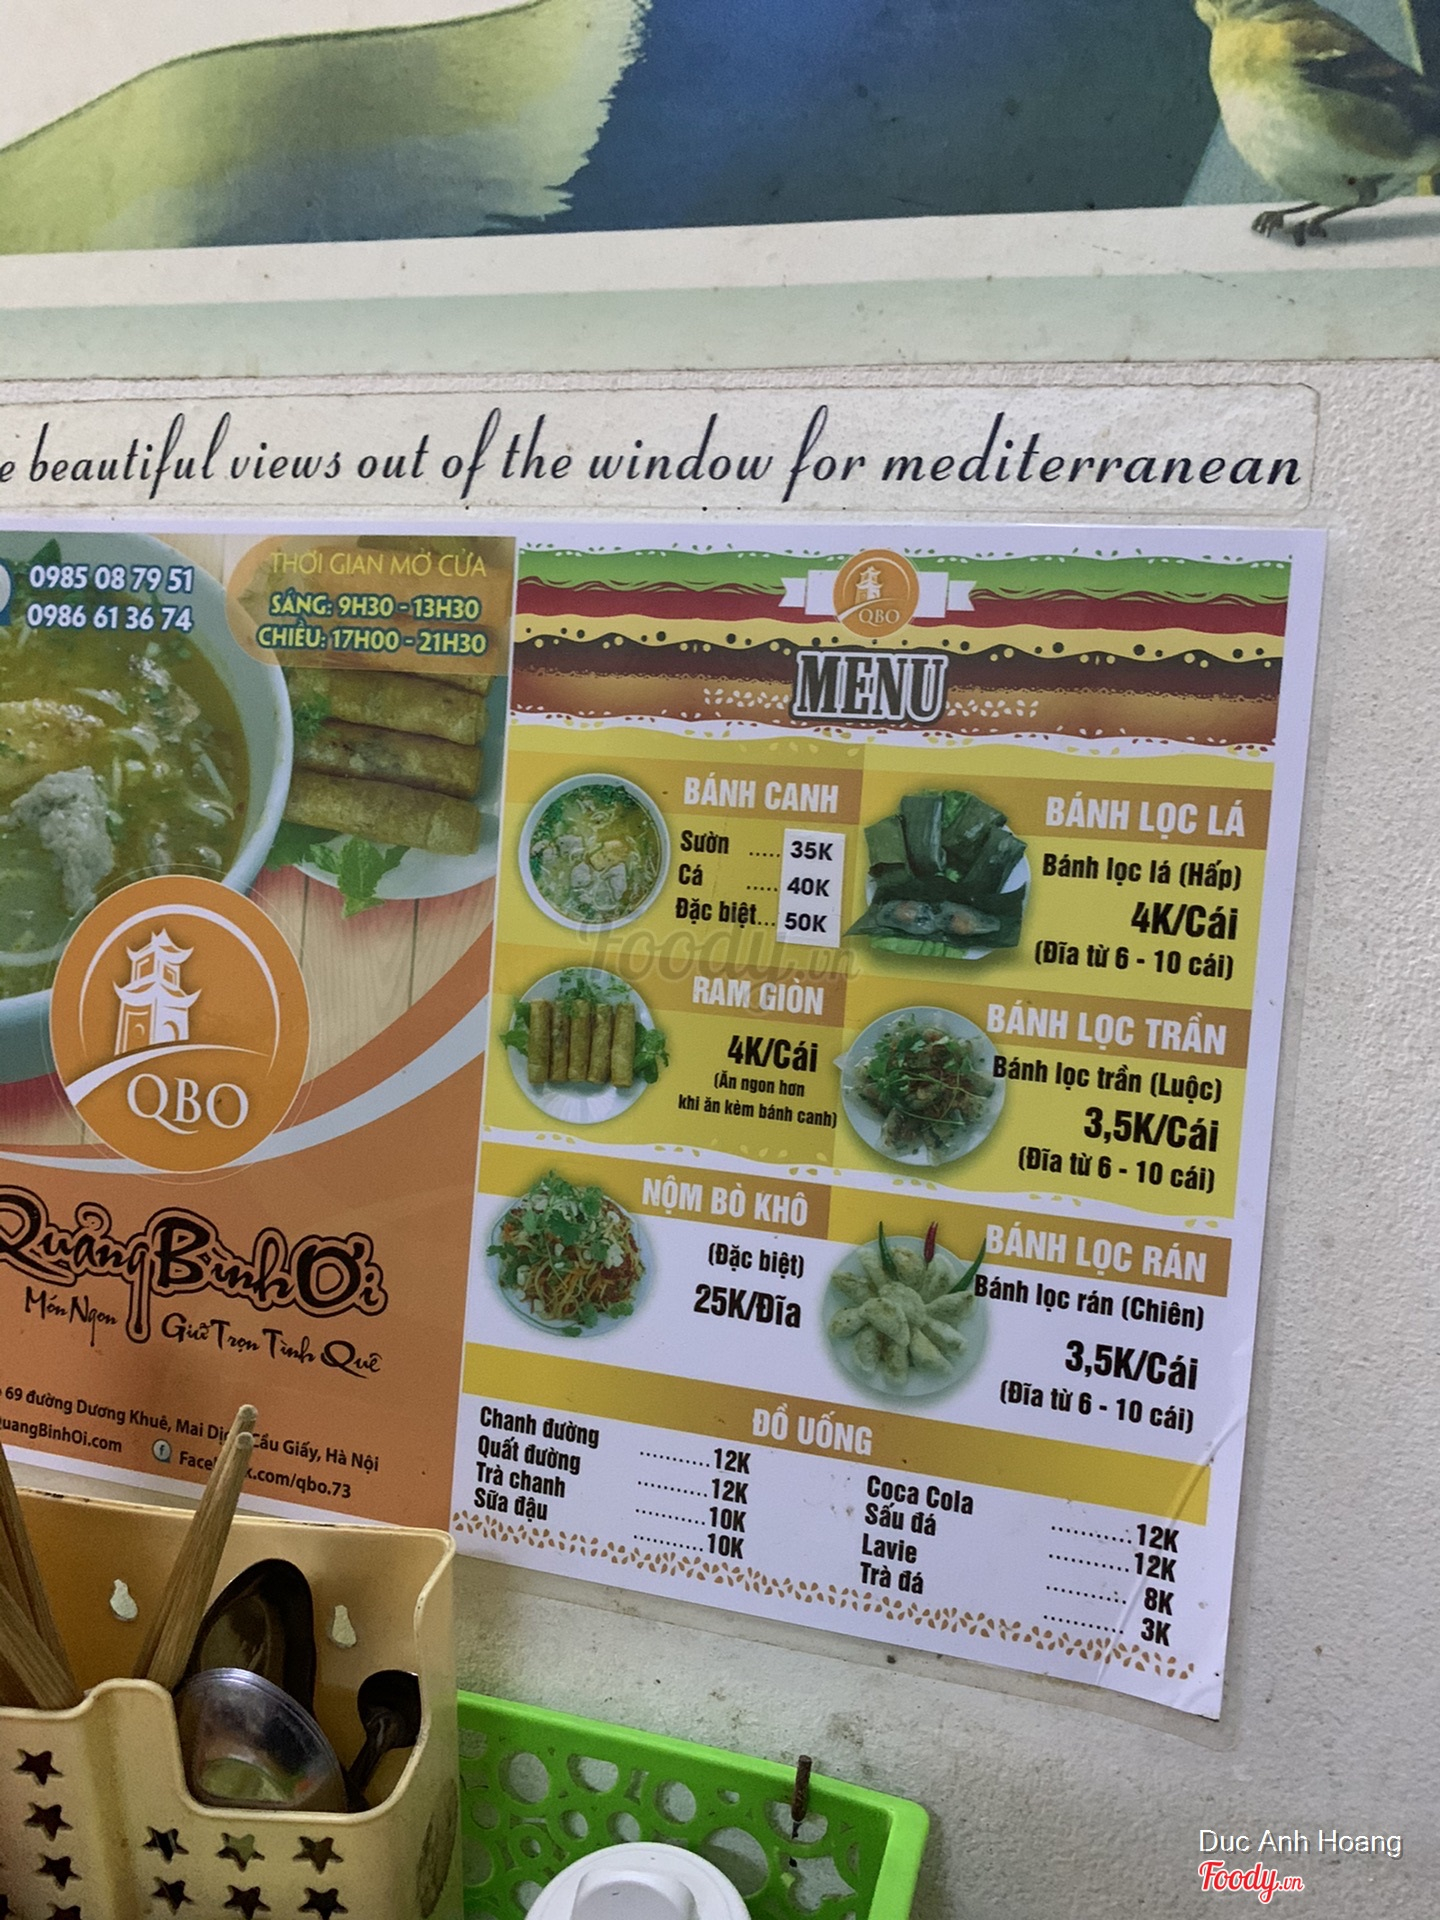 beautiful views out of the window for mediterranean
0985 08 79 51
0986 61 36 74
THỜI GIAN MỞ CỬA
SÁNG: 9H30 - 13H30
CHIỀU: 17H00 - 21H30
QBO
Quảng Bình Ơi
Món Ngon Giữ Trọn Tình Quê
69 đường Dương Khuê, Mai Dịch, Cầu Giấy, Hà Nội
uangBinhOi.com
f Facebook.com/qbo.73
QBO
MENU
BÁNH CANH
Sườn ..... 35K
Cá ..... 40K
Đặc biệt... 50K
RAM GIÒN
4K/Cái
(Ăn ngon hơn
khi ăn kèm bánh canh)
NỘM BÒ KHÔ
(Đặc biệt)
25K/Đĩa
BÁNH LỌC LÁ
Bánh lọc lá (Hấp)
4K/Cái
(Đĩa từ 6 - 10 cái)
BÁNH LỌC TRẦN
Bánh lọc trần (Luộc)
3,5K/Cái
(Đĩa từ 6 - 10 cái)
BÁNH LỌC RÁN
Bánh lọc rán (Chiên)
3,5K/Cái
(Đĩa từ 6 - 10 cái)
ĐỒ UỐNG
Chanh đường ........... 12K
Quất đường ........... 12K
Trà chanh ........... 10K
Sữa đậu ........... 10K
Coca Cola ............ 12K
Sấu đá ............ 12K
Lavie ............ 8K
Trà đá ............ 3K
Foody.vn
Duc Anh Hoang
Foody.vn